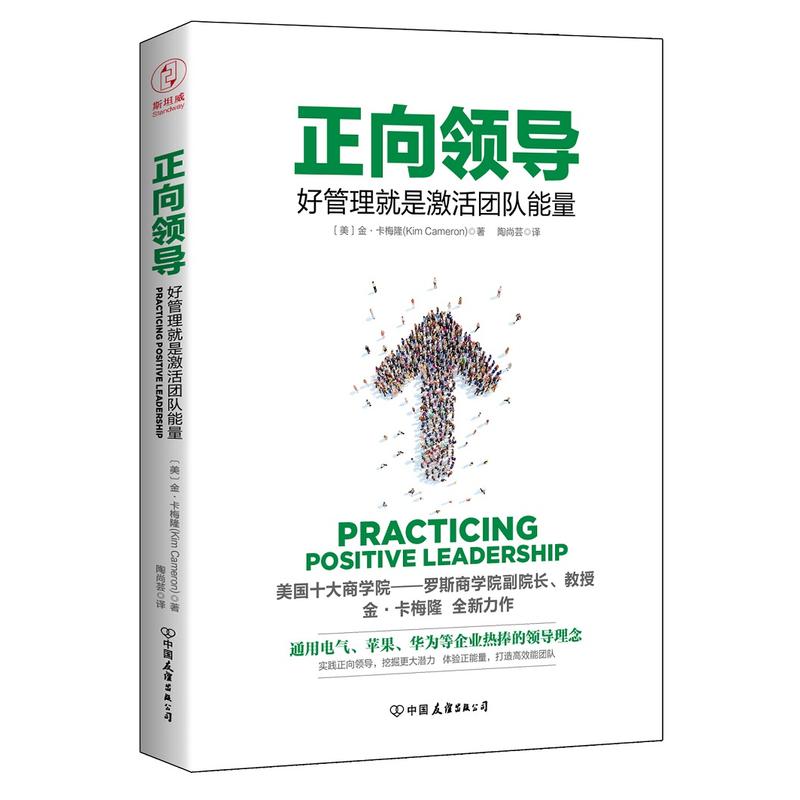 斯坦威
Standway
正向领导
好管理就是激活团队能量
PRACTICING POSITIVE LEADERSHIP
〔美〕金·卡梅隆(Kim Cameron)◎著
陶尚芸◎译
中国友谊出版公司
正向领导
好管理就是激活团队能量
〔美〕金·卡梅隆(Kim Cameron)◎著 陶尚芸◎译
PRACTICING
POSITIVE LEADERSHIP
美国十大商学院——罗斯商学院副院长、教授
金·卡梅隆 全新力作
通用电气、苹果、华为等企业热捧的领导理念
实践正向领导，挖掘更大潜力 体验正能量，打造高效能团队
中国友谊出版公司